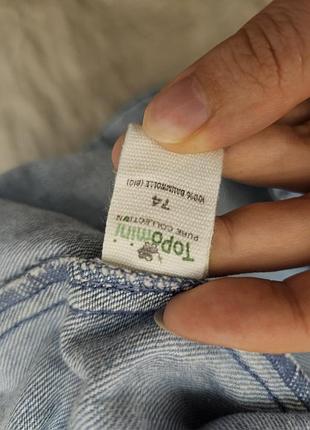 Topomini
PURE COLLECTION
74
100% BAUMWOLLE (BIO)